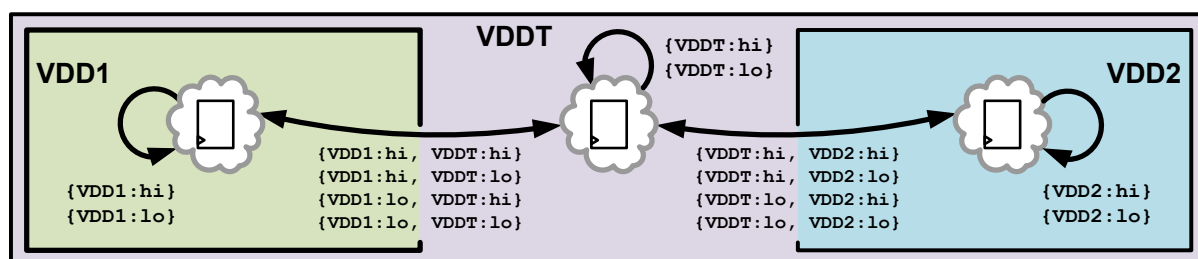 VDD1
VDDT
VDD2
{VDDT:hi}
{VDDT:lo}
{VDD1:hi}
{VDD1:lo}
{VDD1:hi, VDDT:hi}
{VDD1:hi, VDDT:lo}
{VDD1:lo, VDDT:hi}
{VDD1:lo, VDDT:lo}
{VDDT:hi, VDD2:hi}
{VDDT:hi, VDD2:lo}
{VDDT:lo, VDD2:hi}
{VDDT:lo, VDD2:lo}
{VDD2:hi}
{VDD2:lo}